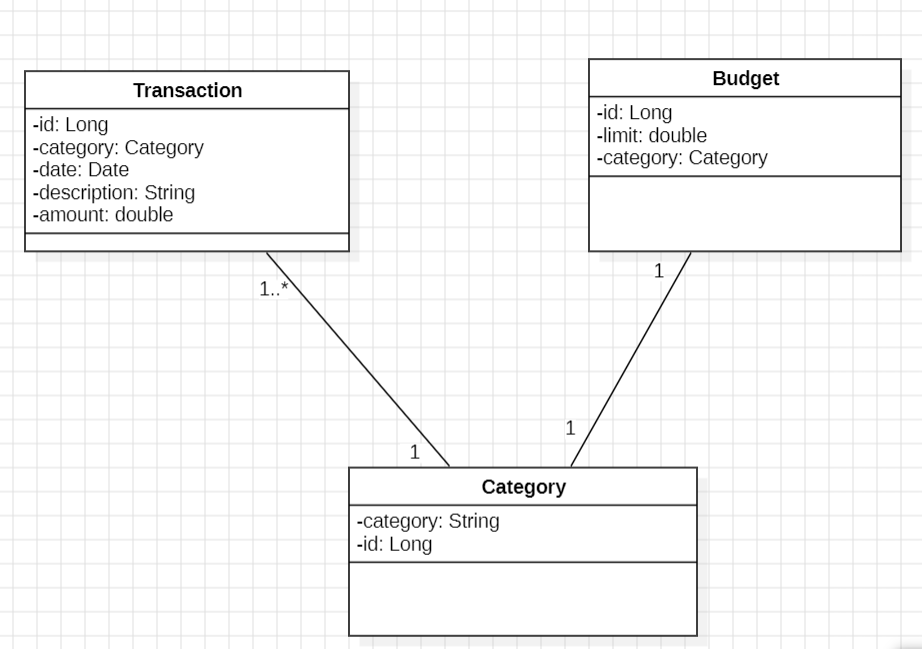 Transaction
-id: Long
-category: Category
-date: Date
-description: String
-amount: double
Budget
-id: Long
-limit: double
-category: Category
1..*
1
1
1
Category
-category: String
-id: Long